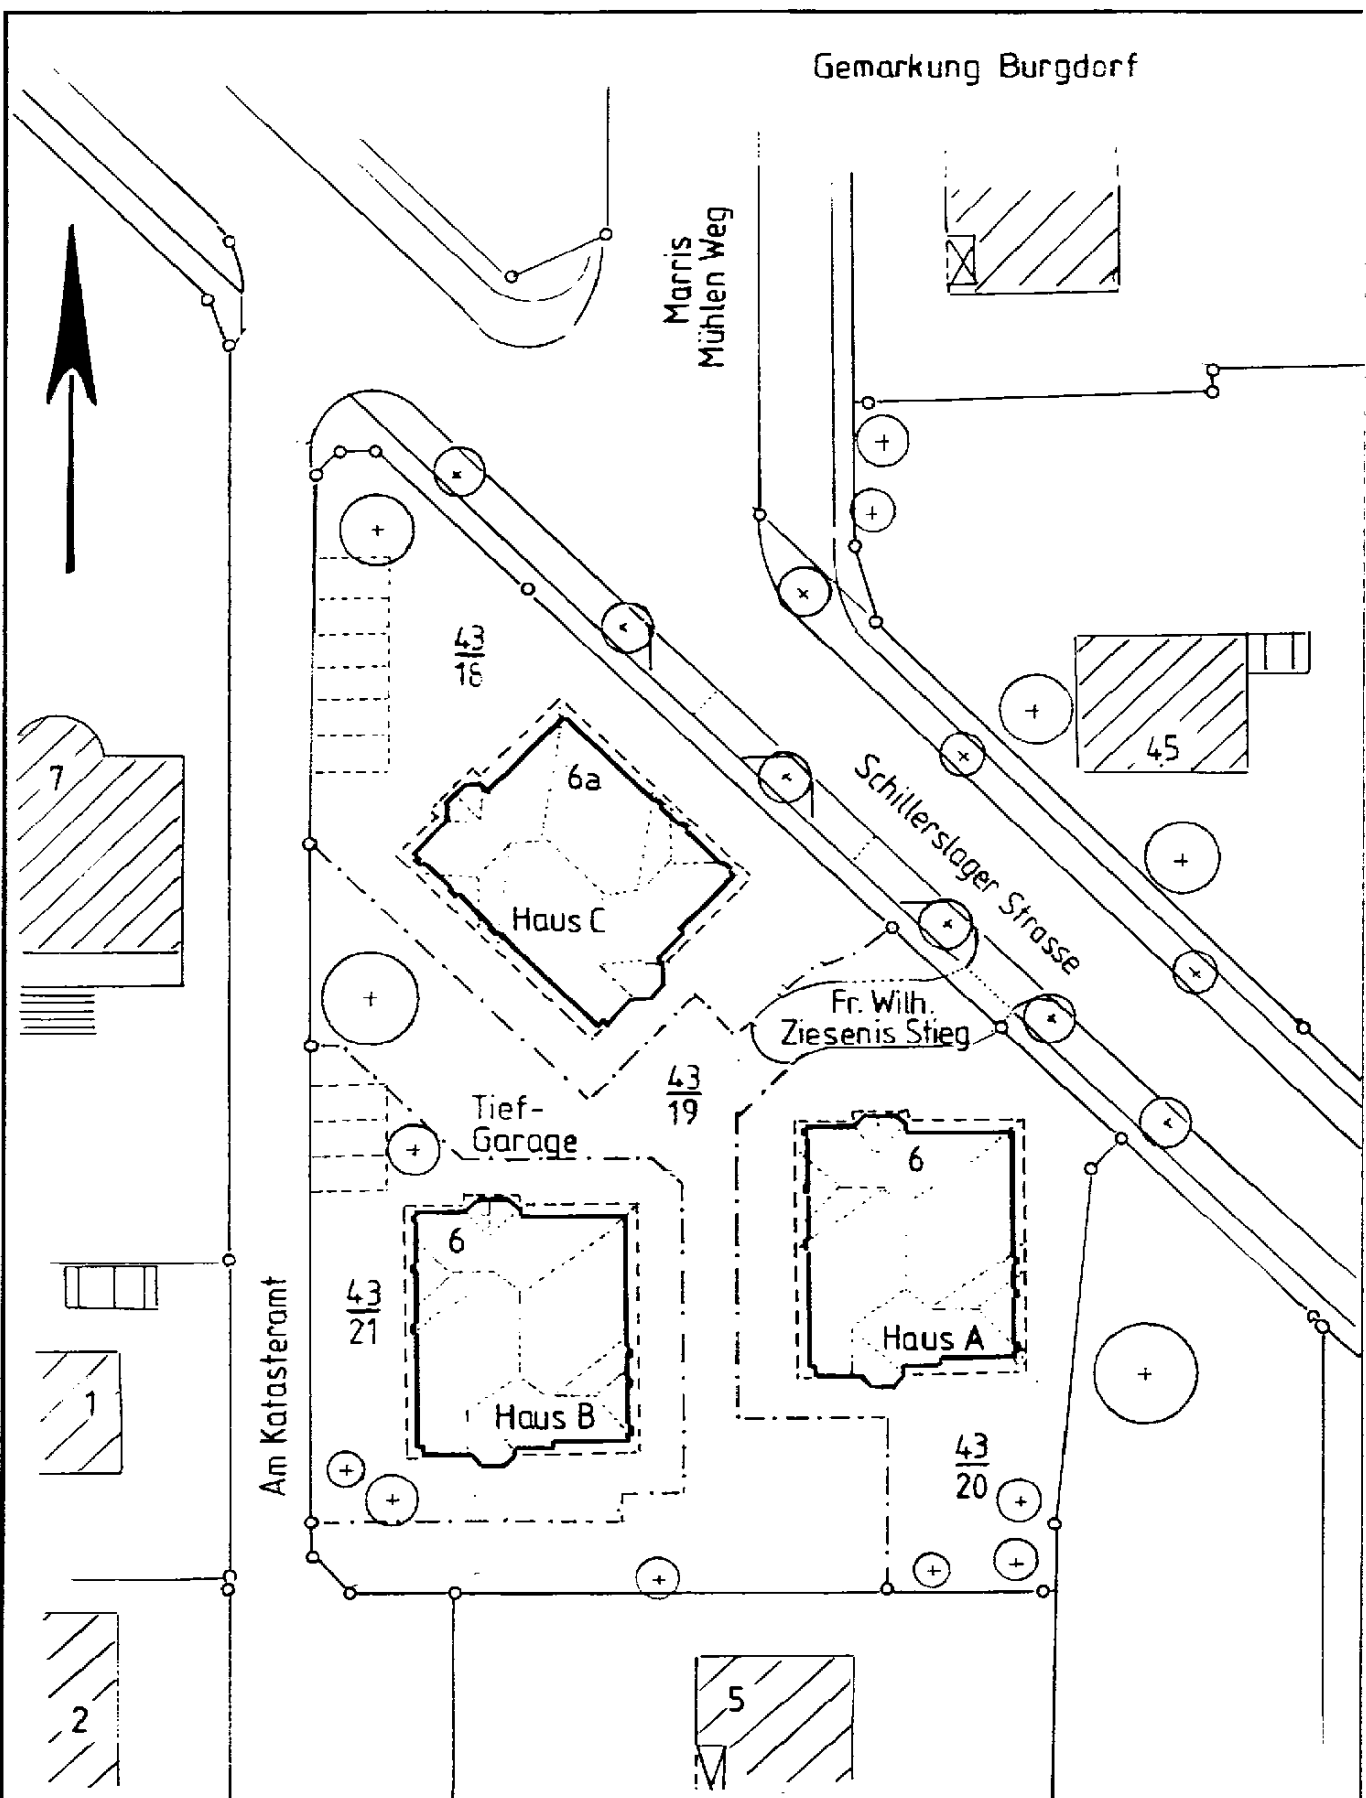 Gemarkung Burgdorf
Marris
Mühlen Weg
43
18
7
6a
45
Schillerslager Strasse
Haus C
Fr. Wilh.
Ziesenis Stieg
43
19
Tief-
Garage
6
6
43
21
Haus A
Am Katasteramt
1
Haus B
43
20
5
2